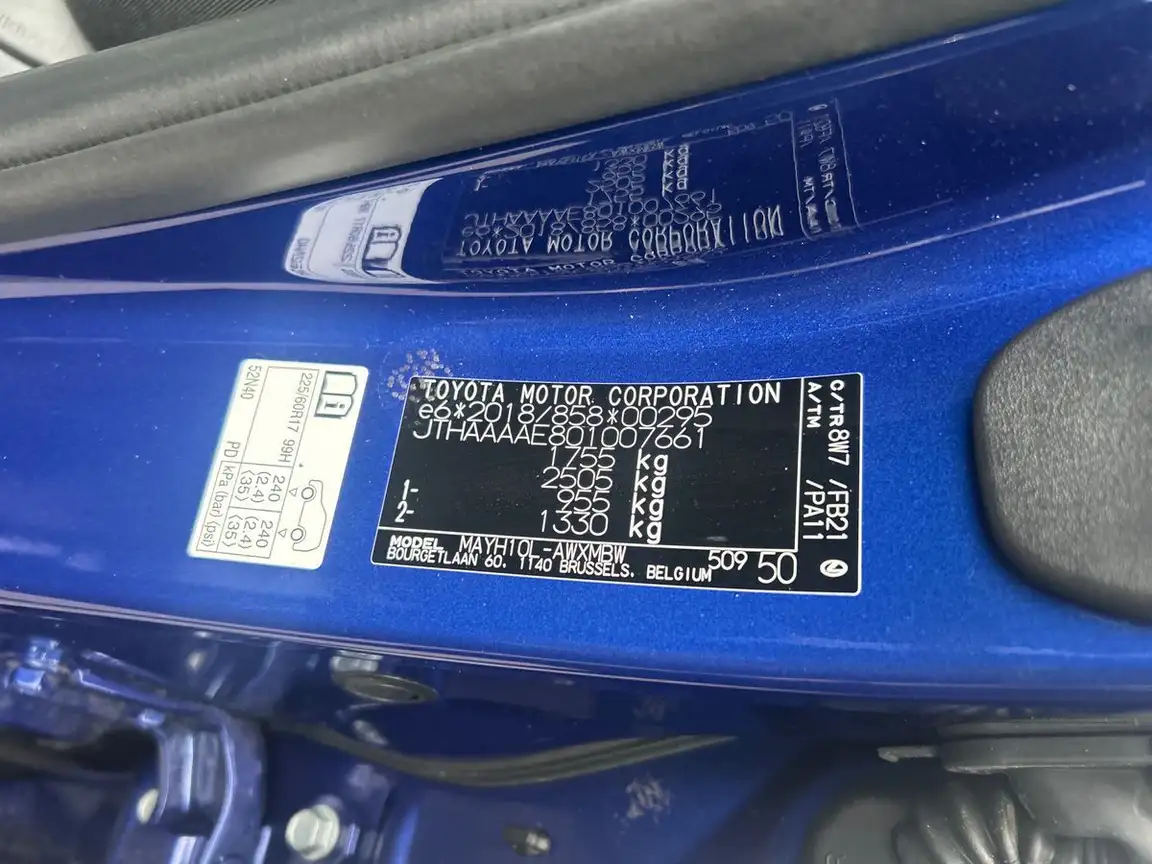 TOYOTA MOTOR CORPORATION
e6*2018/858*00295
JTHAAAAE801007661
1755 kg
2505 kg
1- 955 kg
2- 1330 kg
MODEL MAYH10L-AWXMBW
BOURGETLAAN 60. 1140 BRUSSELS. BELGIUM
509 50
C/TR 8W7 /FB21
A/TM /PA11
52N40
225/60R17 99H
PD kPa (bar) (psi)
240 (2.4) (35)
240 (2.4) (35)
i